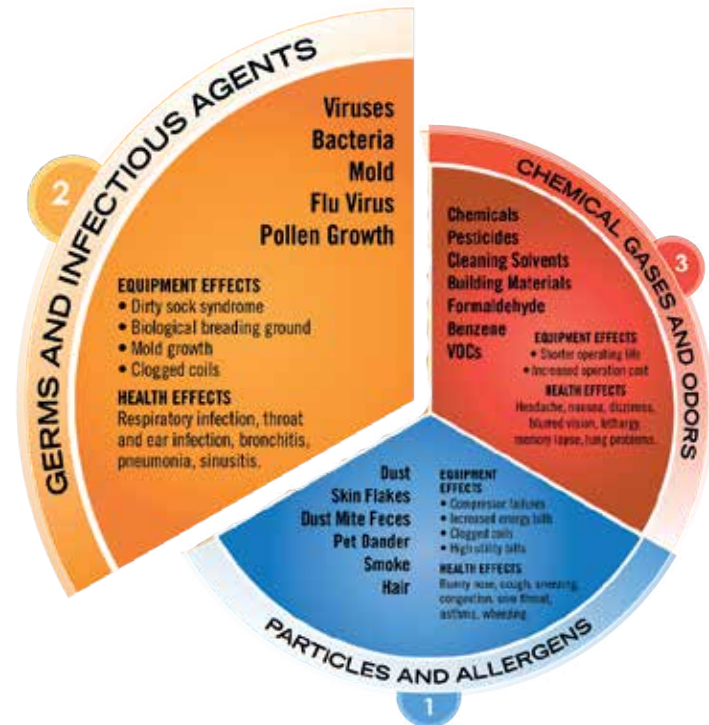 GERMS AND INFECTIOUS AGENTS
2
Viruses
Bacteria
Mold
Flu Virus
Pollen Growth
EQUIPMENT EFFECTS
• Dirty sock syndrome
• Biological breading ground
• Mold growth
• Clogged coils
HEALTH EFFECTS
Respiratory infection, throat
and ear infection, bronchitis,
pneumonia, sinusitis.
CHEMICAL GASES AND ODORS
3
Chemicals
Pesticides
Cleaning Solvents
Building Materials
Formaldehyde
Benzene
VOCs
EQUIPMENT EFFECTS
• Shorter operating life
• Increased operation cost
HEALTH EFFECTS
Headache, nausea, dizziness,
blurred vision, lethargy,
memory lapse, lung problems.
Dust
Skin Flakes
Dust Mite Feces
Pet Dander
Smoke
Hair
EQUIPMENT
EFFECTS
• Compressor failures
• Increased energy bills
• Clogged coils
• High utility bills
HEALTH EFFECTS
Runny nose, cough, sneezing,
congestion, sore throat,
asthma, wheezing
PARTICLES AND ALLERGENS
1